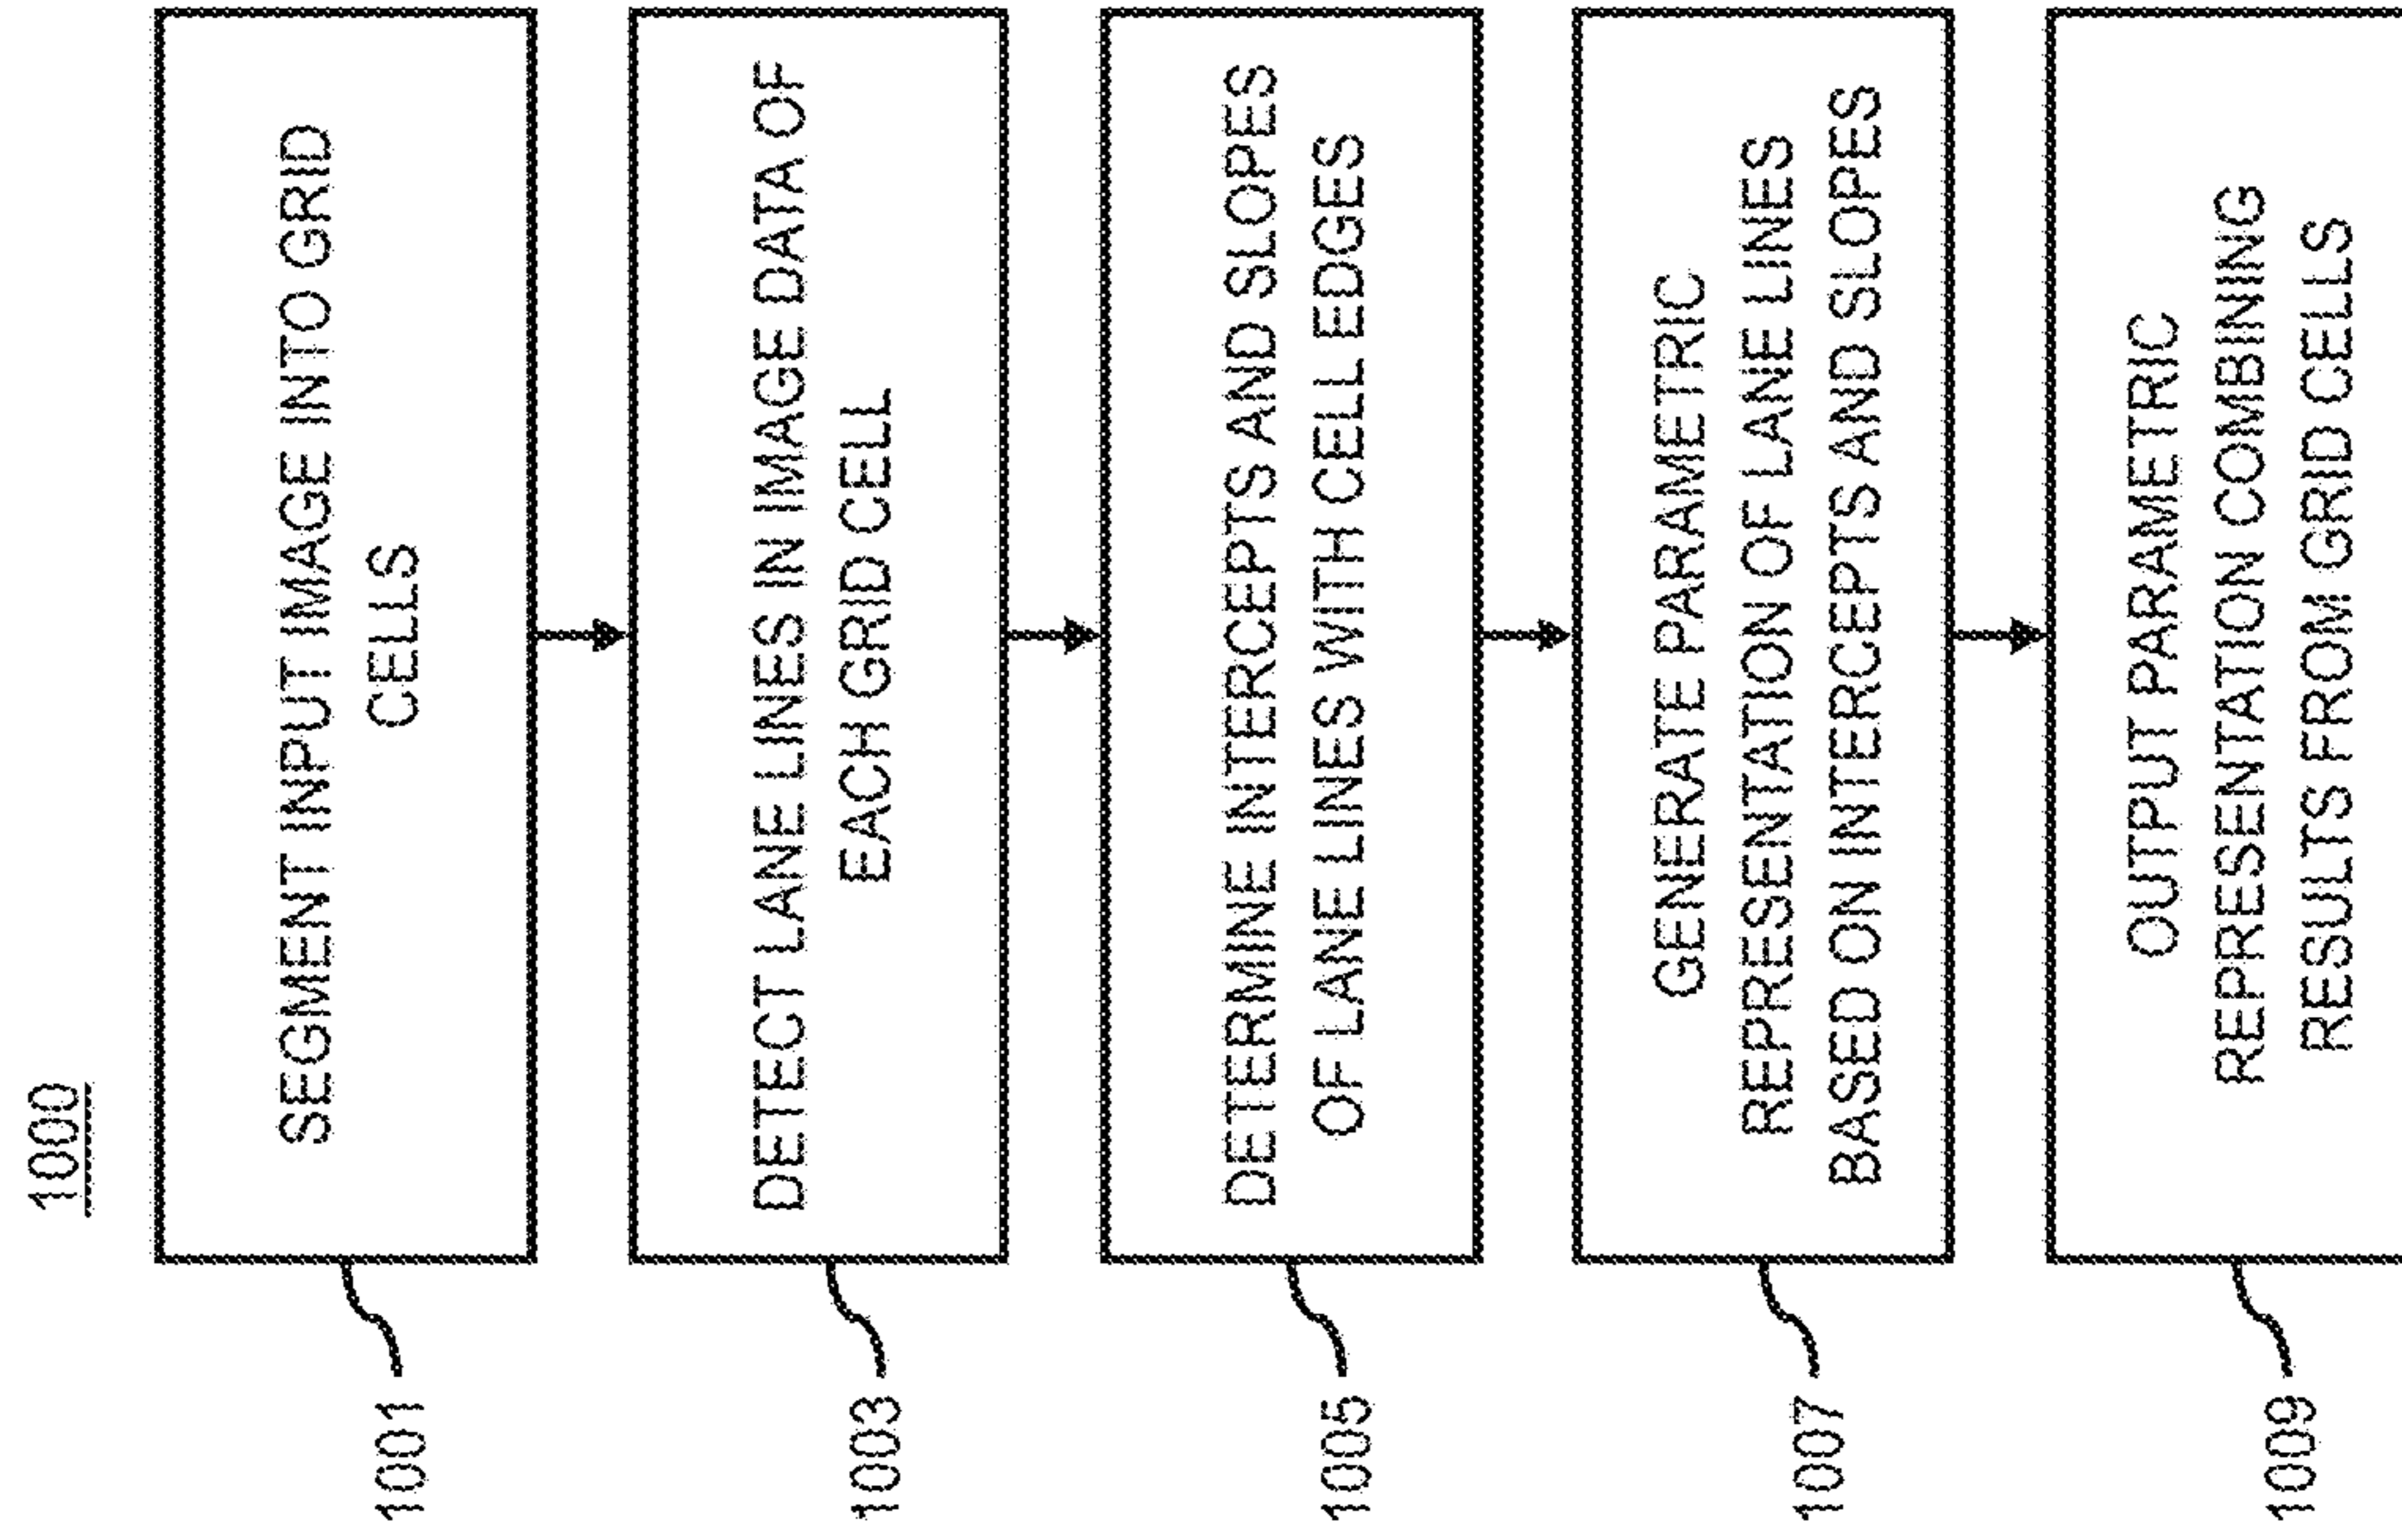 1000
1001
SEGMENT INPUT IMAGE INTO GRID
CELLS
1003
DETECT LANE LINES IN IMAGE DATA OF
EACH GRID CELL
1005
DETERMINE INTERCEPTS AND SLOPES
OF LANE LINES WITH CELL EDGES
1007
GENERATE PARAMETRIC
REPRESENTATION OF LANE LINES
BASED ON INTERCEPTS AND SLOPES
1009
OUTPUT PARAMETRIC
REPRESENTATION COMBINING
RESULTS FROM GRID CELLS